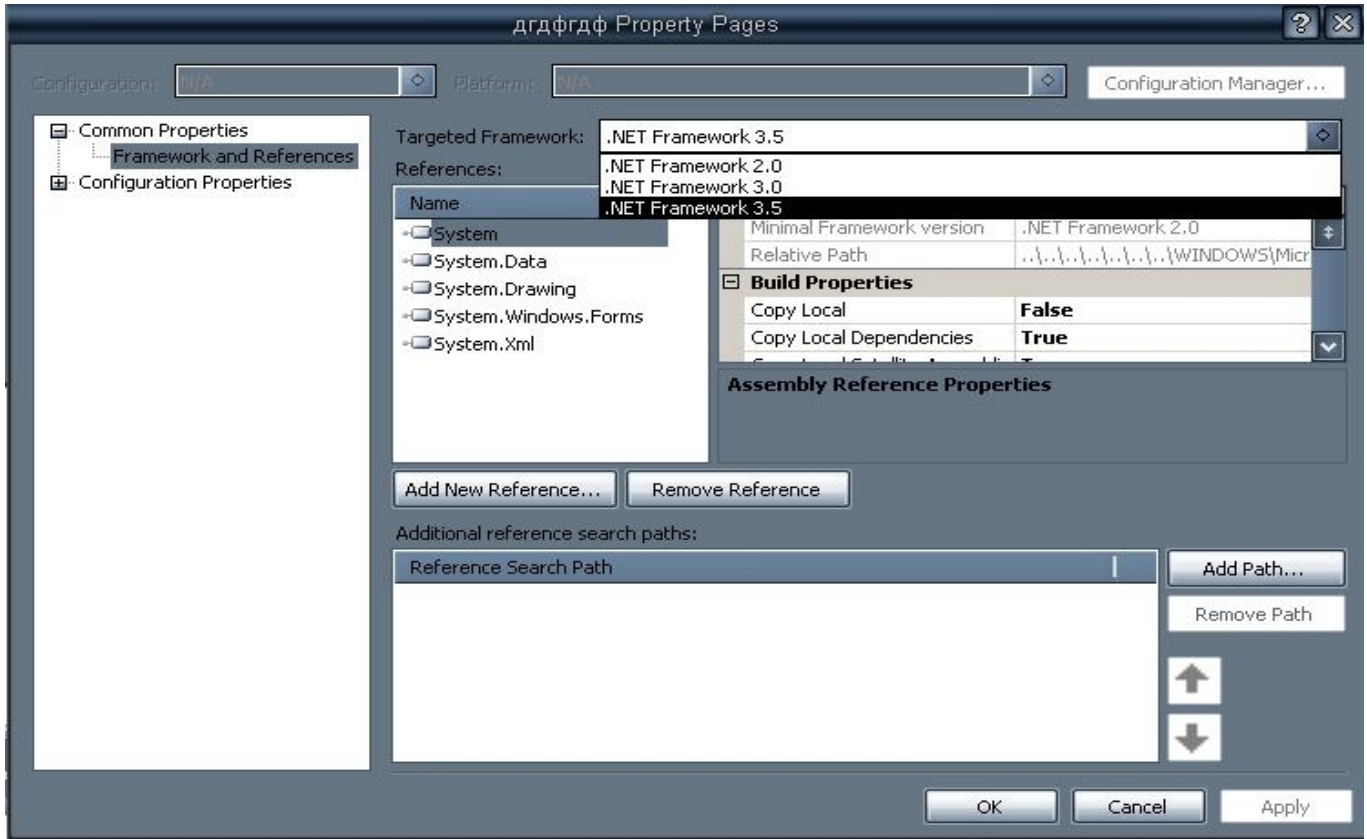 дгдфгдф Property Pages
Configuration: N/A Platform: N/A Configuration Manager...
Common Properties
Framework and References
Configuration Properties
Targeted Framework: .NET Framework 3.5
.NET Framework 2.0
.NET Framework 3.0
.NET Framework 3.5
References:
Name
System
System.Data
System.Drawing
System.Windows.Forms
System.Xml
Minimal Framework version .NET Framework 2.0
Relative Path ..\..\..\..\..\..\WINDOWS\Micr
Build Properties
Copy Local False
Copy Local Dependencies True
Assembly Reference Properties
Add New Reference... Remove Reference
Additional reference search paths:
Reference Search Path
Add Path...
Remove Path
OK Cancel Apply